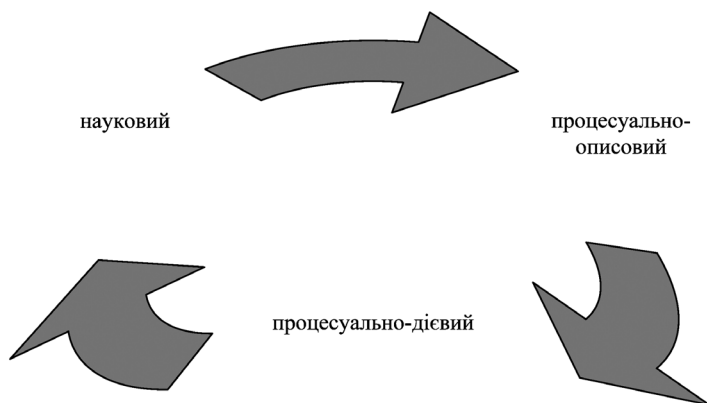 науковий
процесуально-
описовий
процесуально-дієвий